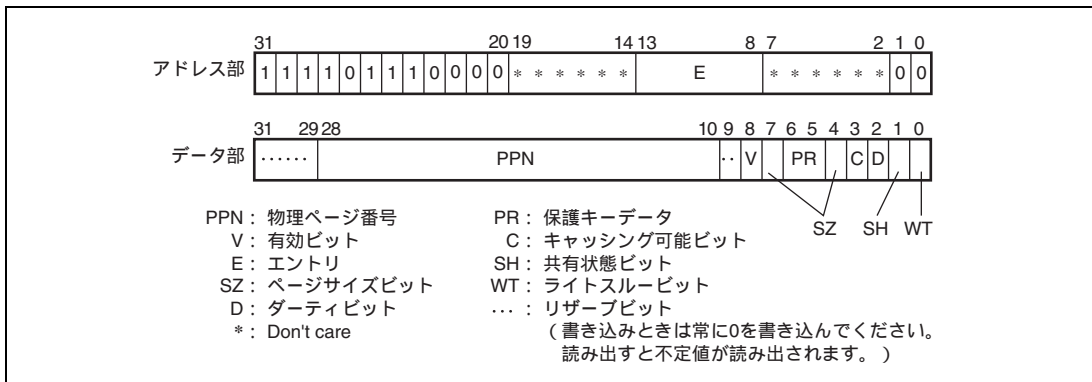 31 20 19 14 13 8 7 2 1 0
アドレス部 1 1 1 1 0 1 1 1 0 0 0 0 * * * * * * E * * * * * * 0 0
31 29 28 10 9 8 7 6 5 4 3 2 1 0
データ部 ······ PPN ·· V PR C D
SZ SH WT
PPN : 物理ページ番号 PR : 保護キーデータ
V : 有効ビット C : キャッシング可能ビット
E : エントリ SH : 共有状態ビット
SZ : ページサイズビット WT : ライトスルービット
D : ダーティビット ··· : リザーブビット
* : Don't care （書き込みときは常に0を書き込んでください。
読み出すと不定値が読み出されます。）